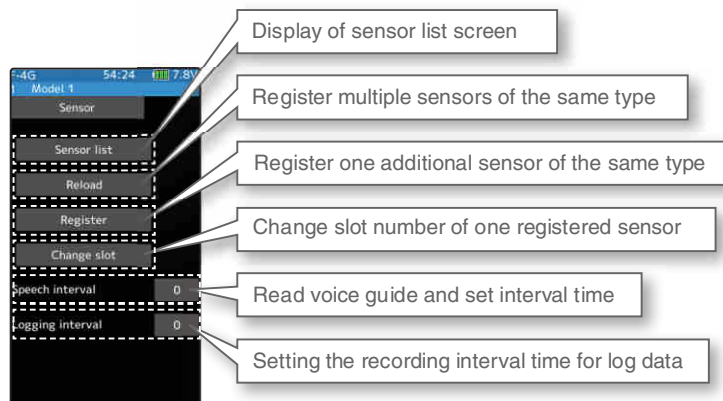 Display of sensor list screen
-4G 54:24 7.8V
Model 1
Sensor
Register multiple sensors of the same type
Sensor list
Reload
Register one additional sensor of the same type
Register
Change slot number of one registered sensor
Change slot
Speech interval 0
Read voice guide and set interval time
Logging interval 0
Setting the recording interval time for log data